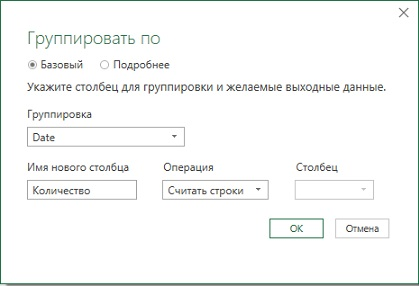 Группировать по
Базовый Подробнее
Укажите столбец для группировки и желаемые выходные данные.
Группировка
Date
Имя нового столбца Операция Столбец
Количество Считать строки
ОК Отмена